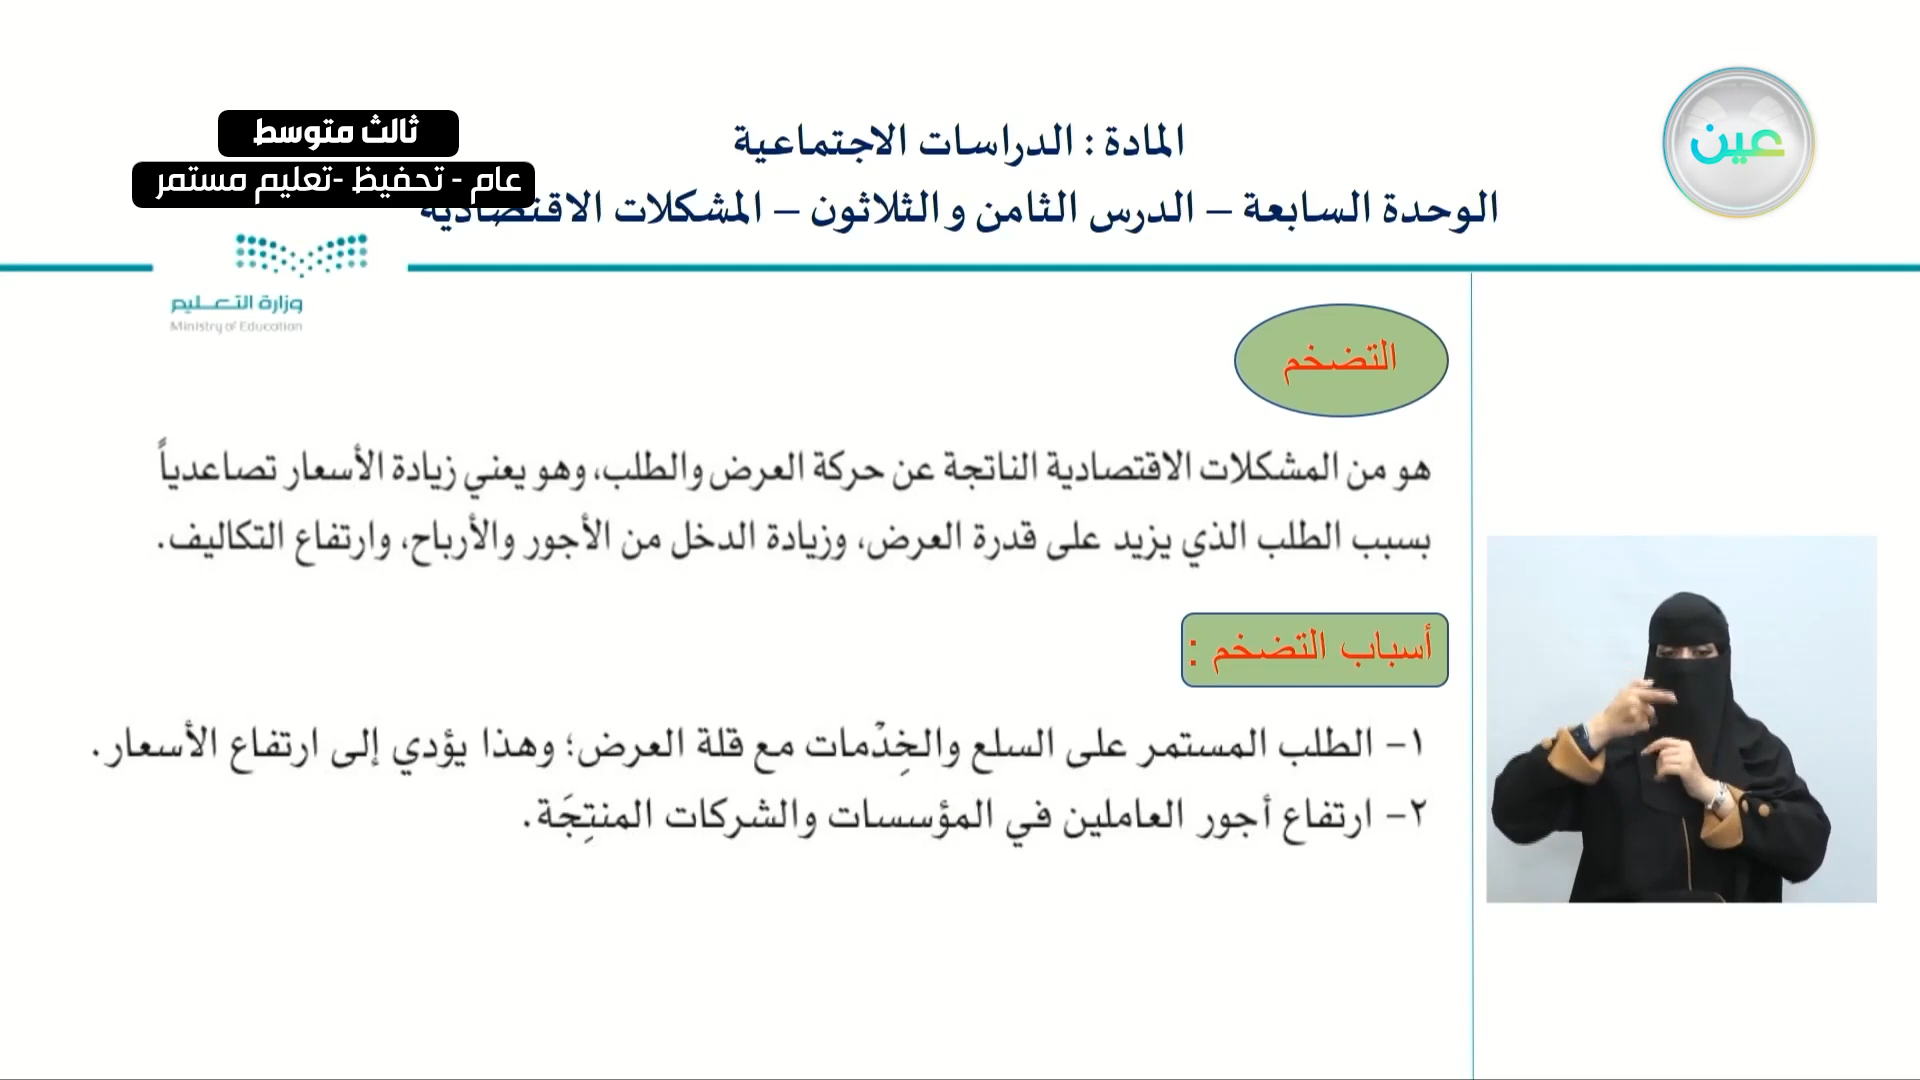 عين
ثالث متوسط
عام - تحفيظ -تعليم مستمر
المادة : الدراسات الاجتماعية
الوحدة السابعة – الدرس الثامن و الثلاثون – المشكلات الاقتصادية
وزارة التعـــليم
Ministry of Education
التضخم
هو من المشكلات الاقتصادية الناتجة عن حركة العرض والطلب، وهو يعني زيادة الأسعار تصاعدياً
بسبب الطلب الذي يزيد على قدرة العرض، وزيادة الدخل من الأجور والأرباح، وارتفاع التكاليف.
أسباب التضخم :
١- الطلب المستمر على السلع والخِدْمات مع قلة العرض؛ وهذا يؤدي إلى ارتفاع الأسعار.
٢- ارتفاع أجور العاملين في المؤسسات والشركات المنتِجَة.